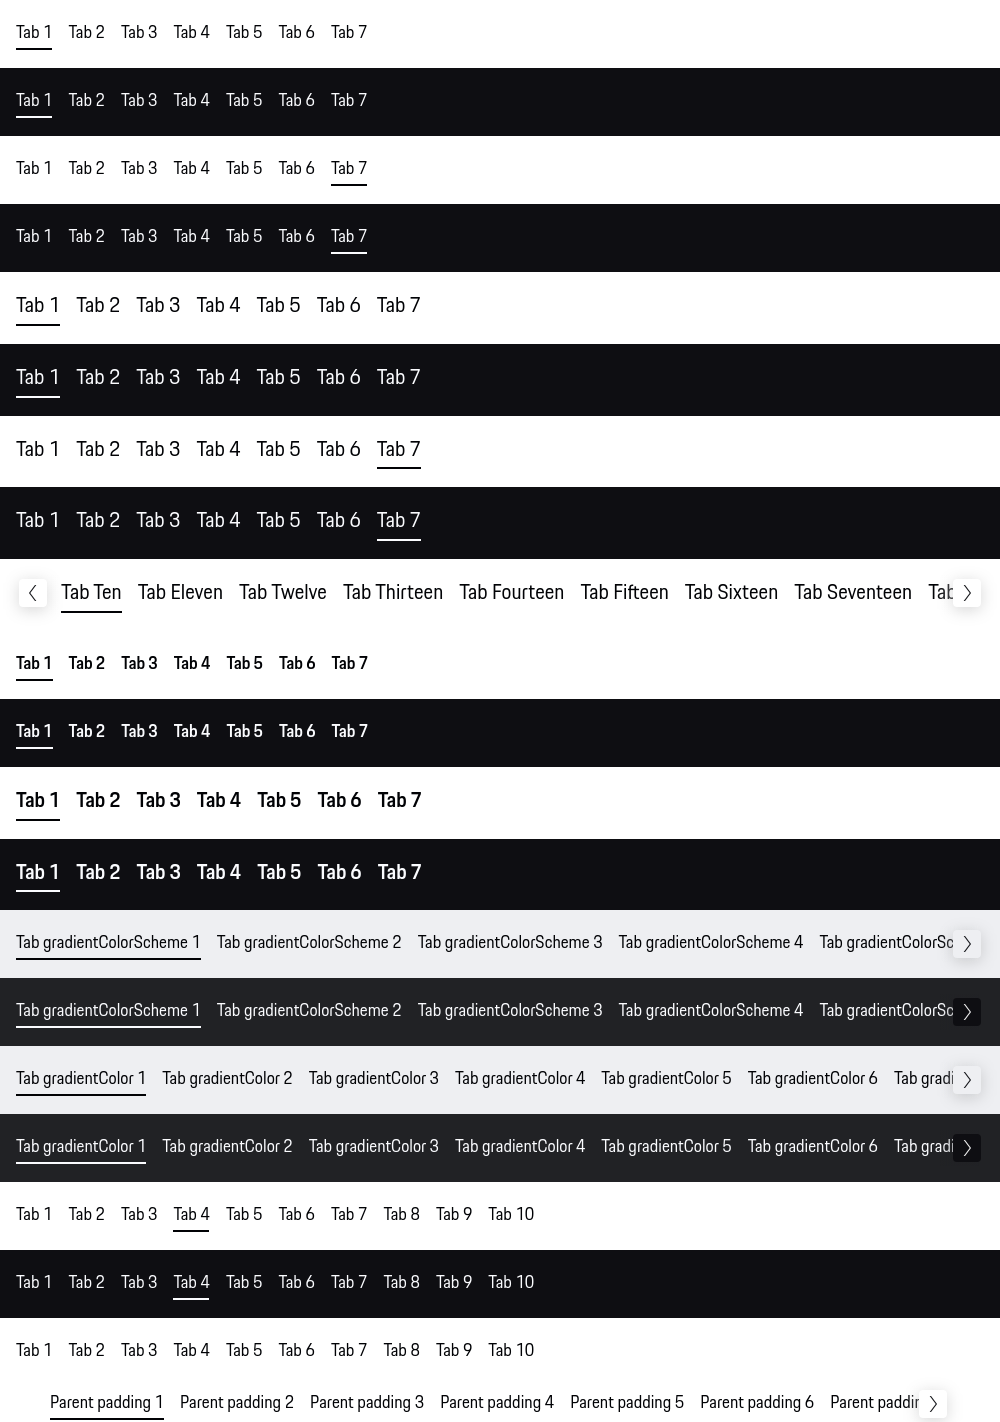 Tab 1 Tab 2 Tab 3 Tab 4 Tab 5 Tab 6 Tab 7
Tab 1 Tab 2 Tab 3 Tab 4 Tab 5 Tab 6 Tab 7
Tab 1 Tab 2 Tab 3 Tab 4 Tab 5 Tab 6 Tab 7
Tab 1 Tab 2 Tab 3 Tab 4 Tab 5 Tab 6 Tab 7
Tab 1 Tab 2 Tab 3 Tab 4 Tab 5 Tab 6 Tab 7
Tab 1 Tab 2 Tab 3 Tab 4 Tab 5 Tab 6 Tab 7
Tab 1 Tab 2 Tab 3 Tab 4 Tab 5 Tab 6 Tab 7
Tab 1 Tab 2 Tab 3 Tab 4 Tab 5 Tab 6 Tab 7
Tab Ten Tab Eleven Tab Twelve Tab Thirteen Tab Fourteen Tab Fifteen Tab Sixteen Tab Seventeen Tab
Tab 1 Tab 2 Tab 3 Tab 4 Tab 5 Tab 6 Tab 7
Tab 1 Tab 2 Tab 3 Tab 4 Tab 5 Tab 6 Tab 7
Tab 1 Tab 2 Tab 3 Tab 4 Tab 5 Tab 6 Tab 7
Tab 1 Tab 2 Tab 3 Tab 4 Tab 5 Tab 6 Tab 7
Tab gradientColorScheme 1 Tab gradientColorScheme 2 Tab gradientColorScheme 3 Tab gradientColorScheme 4 Tab gradientColorSc
Tab gradientColorScheme 1 Tab gradientColorScheme 2 Tab gradientColorScheme 3 Tab gradientColorScheme 4 Tab gradientColorSc
Tab gradientColor 1 Tab gradientColor 2 Tab gradientColor 3 Tab gradientColor 4 Tab gradientColor 5 Tab gradientColor 6 Tab gradi
Tab gradientColor 1 Tab gradientColor 2 Tab gradientColor 3 Tab gradientColor 4 Tab gradientColor 5 Tab gradientColor 6 Tab gradi
Tab 1 Tab 2 Tab 3 Tab 4 Tab 5 Tab 6 Tab 7 Tab 8 Tab 9 Tab 10
Tab 1 Tab 2 Tab 3 Tab 4 Tab 5 Tab 6 Tab 7 Tab 8 Tab 9 Tab 10
Tab 1 Tab 2 Tab 3 Tab 4 Tab 5 Tab 6 Tab 7 Tab 8 Tab 9 Tab 10
Parent padding 1 Parent padding 2 Parent padding 3 Parent padding 4 Parent padding 5 Parent padding 6 Parent paddin